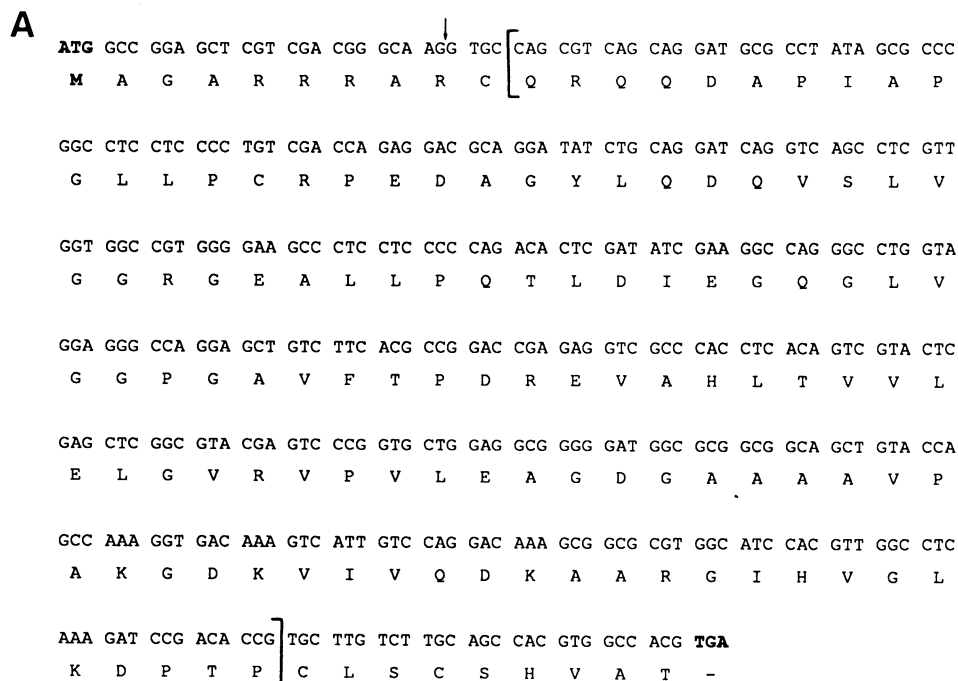 A
ATG GCC GGA GCT CGT CGA CGG GCA AGG TGC CAG CGT CAG CAG GAT GCG CCT ATA GCG CCC
M A G A R R R A R C Q R Q Q D A P I A P
GGC CTC CTC CCC TGT CGA CCA GAG GAC GCA GGA TAT CTG CAG GAT CAG GTC AGC CTC GTT
G L L P C R P E D A G Y L Q D Q V S L V
GGT GGC CGT GGG GAA GCC CTC CTC CCC CAG ACA CTC GAT ATC GAA GGC CAG GGC CTG GTA
G G R G E A L L P Q T L D I E G Q G L V
GGA GGG CCA GGA GCT GTC TTC ACG CCG GAC CGA GAG GTC GCC CAC CTC ACA GTC GTA CTC
G G P G A V F T P D R E V A H L T V V L
GAG CTC GGC GTA CGA GTC CCG GTG CTG GAG GCG GGG GAT GGC GCG GCG GCA GCT GTA CCA
E L G V R V P V L E A G D G A A A A V P
GCC AAA GGT GAC AAA GTC ATT GTC CAG GAC AAA GCG GCG CGT GGC ATC CAC GTT GGC CTC
A K G D K V I V Q D K A A R G I H V G L
AAA GAT CCG ACA CCG TGC TTG TCT TGC AGC CAC GTG GCC ACG TGA
K D P T P C L S C S H V A T -